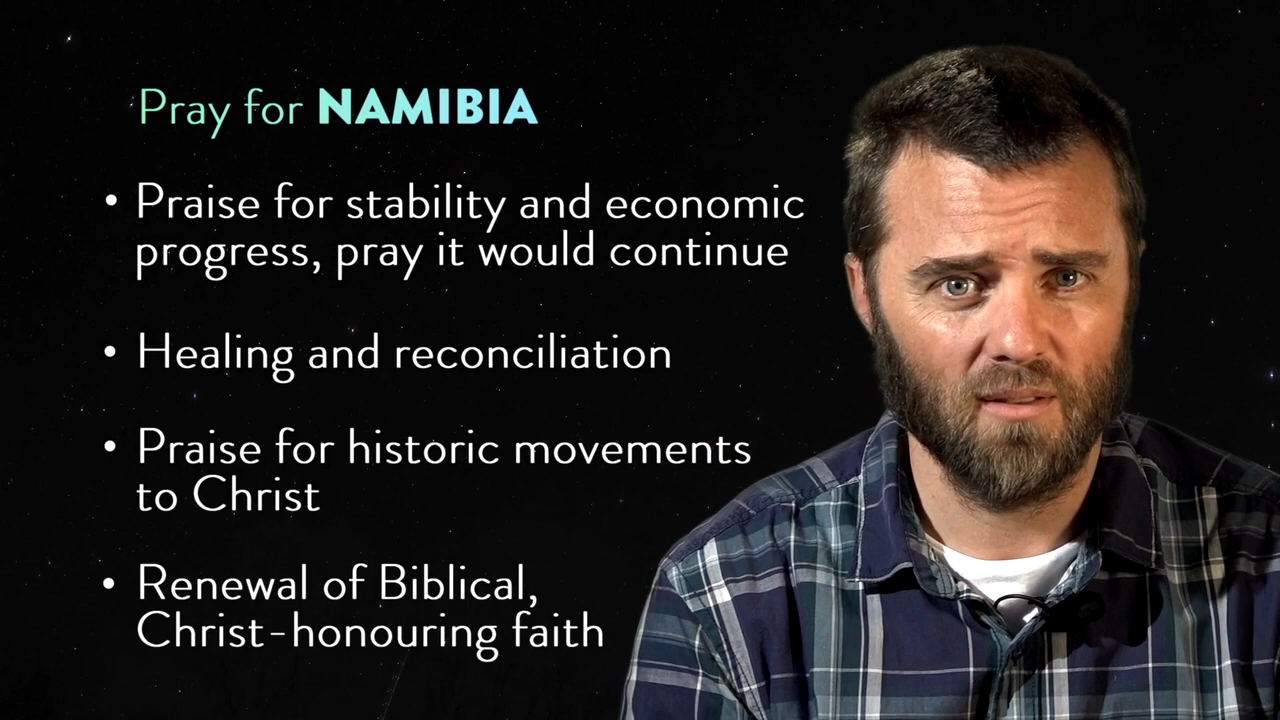 Pray for NAMIBIA
• Praise for stability and economic
progress, pray it would continue
• Healing and reconciliation
• Praise for historic movements
to Christ
• Renewal of Biblical,
Christ-honouring faith